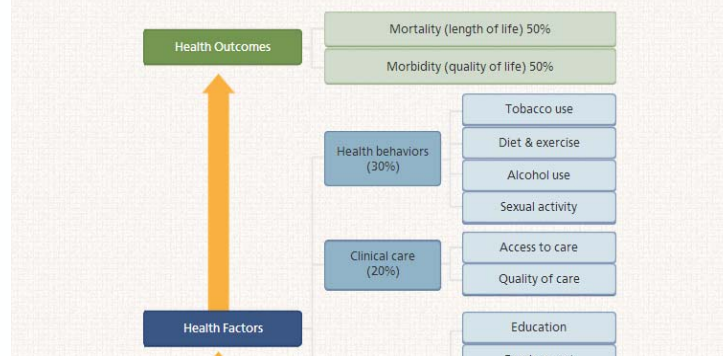 Health Outcomes
Mortality (length of life) 50%
Morbidity (quality of life) 50%
Health behaviors
(30%)
Tobacco use
Diet & exercise
Alcohol use
Sexual activity
Clinical care
(20%)
Access to care
Quality of care
Health Factors
Education